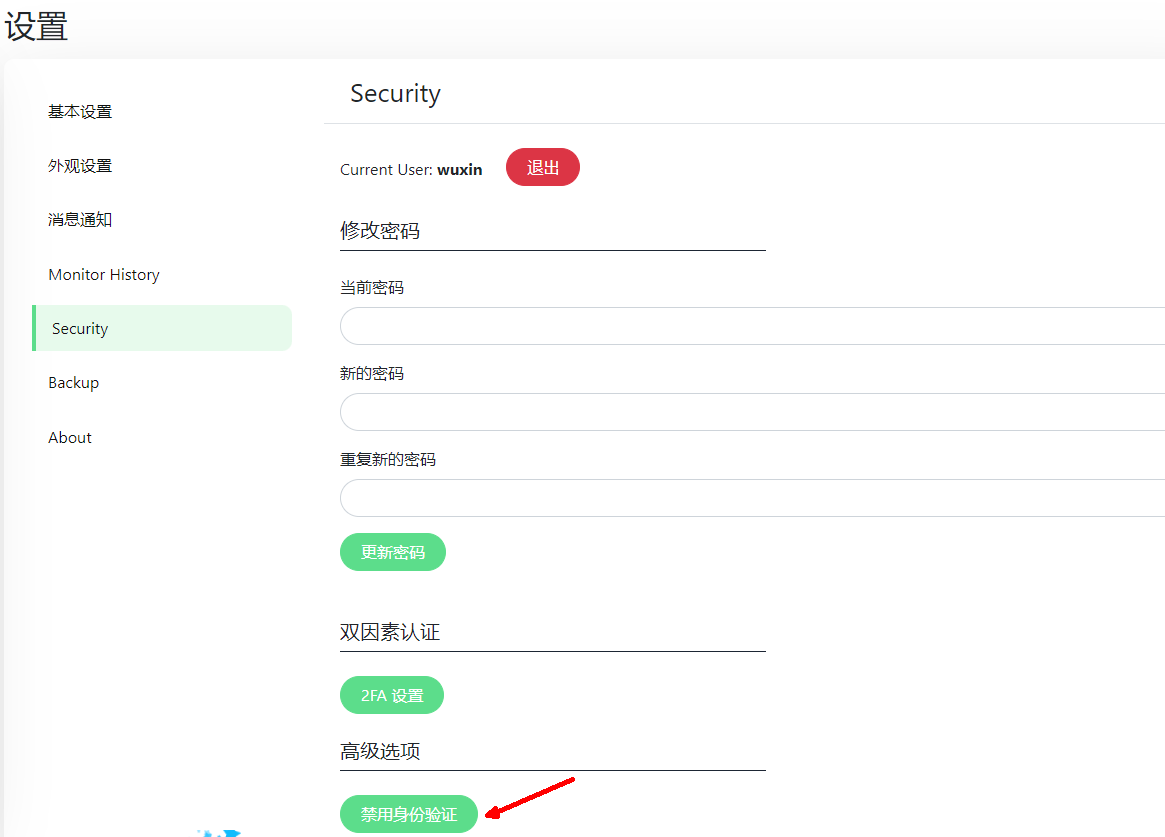 设置
基本设置
外观设置
消息通知
Monitor History
Security
Backup
About
Security
Current User: wuxin 退出
修改密码
当前密码
新的密码
重复新的密码
更新密码
双因素认证
2FA 设置
高级选项
禁用身份验证